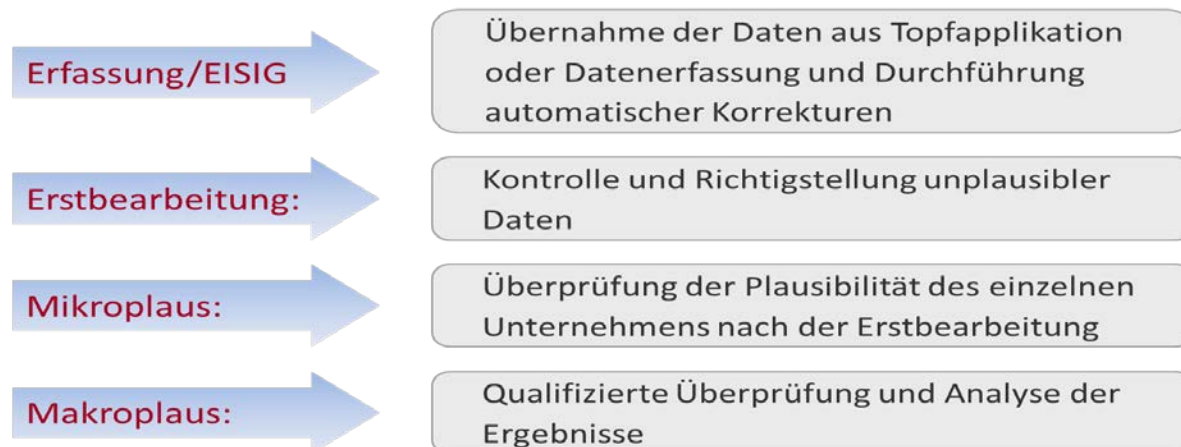 Erfassung/EISIG
Übernahme der Daten aus Topfapplikation
oder Datenerfassung und Durchführung
automatischer Korrekturen
Erstbearbeitung:
Kontrolle und Richtigstellung unplausibler
Daten
Mikroplaus:
Überprüfung der Plausibilität des einzelnen
Unternehmens nach der Erstbearbeitung
Makroplaus:
Qualifizierte Überprüfung und Analyse der
Ergebnisse